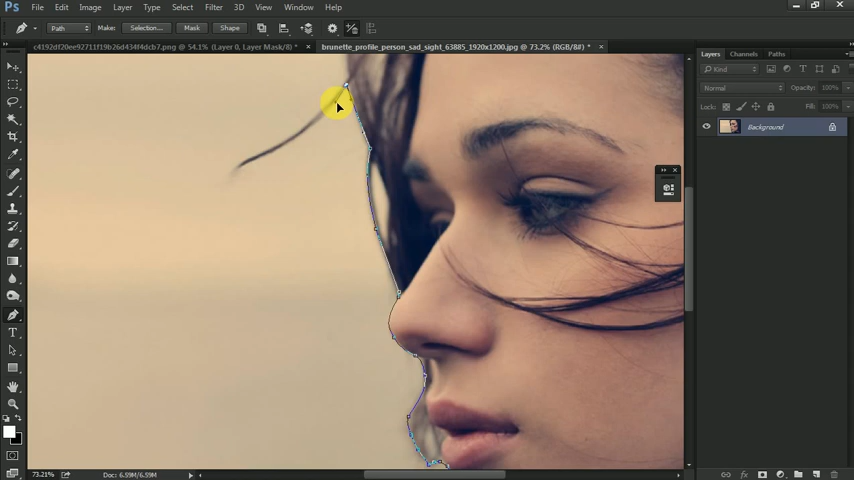 Ps File Edit Image Layer Type Select Filter 3D View Window Help
Path Make: Selection... Mask Shape
c4192df20ee92711f19b26d434f4dcb7.png @ 54.1% (Layer 0, Layer Mask/8) * × brunette_profile_person_sad_sight_63885_1920x1200.jpg @ 73.2% (RGB/8#) * ×
Layers Channels Paths
Kind
Normal Opacity: 100%
Lock: Fill: 100%
Background
T
73.21% Doc: 6.59M/6.59M
fx